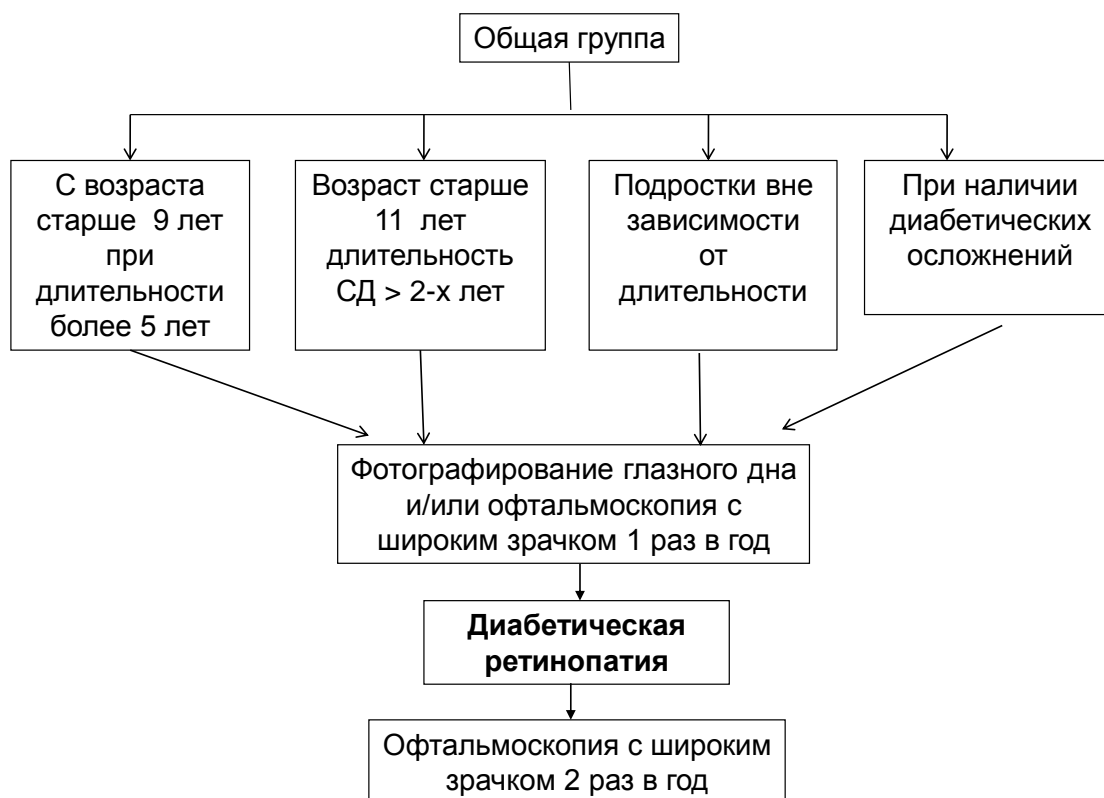 Общая группа
С возраста
старше 9 лет
при
длительности
более 5 лет
Возраст старше
11 лет
длительность
СД > 2-х лет
Подростки вне
зависимости
от
длительности
При наличии
диабетических
осложнений
Фотографирование глазного дна
и/или офтальмоскопия с
широким зрачком 1 раз в год
Диабетическая
ретинопатия
Офтальмоскопия с широким
зрачком 2 раз в год